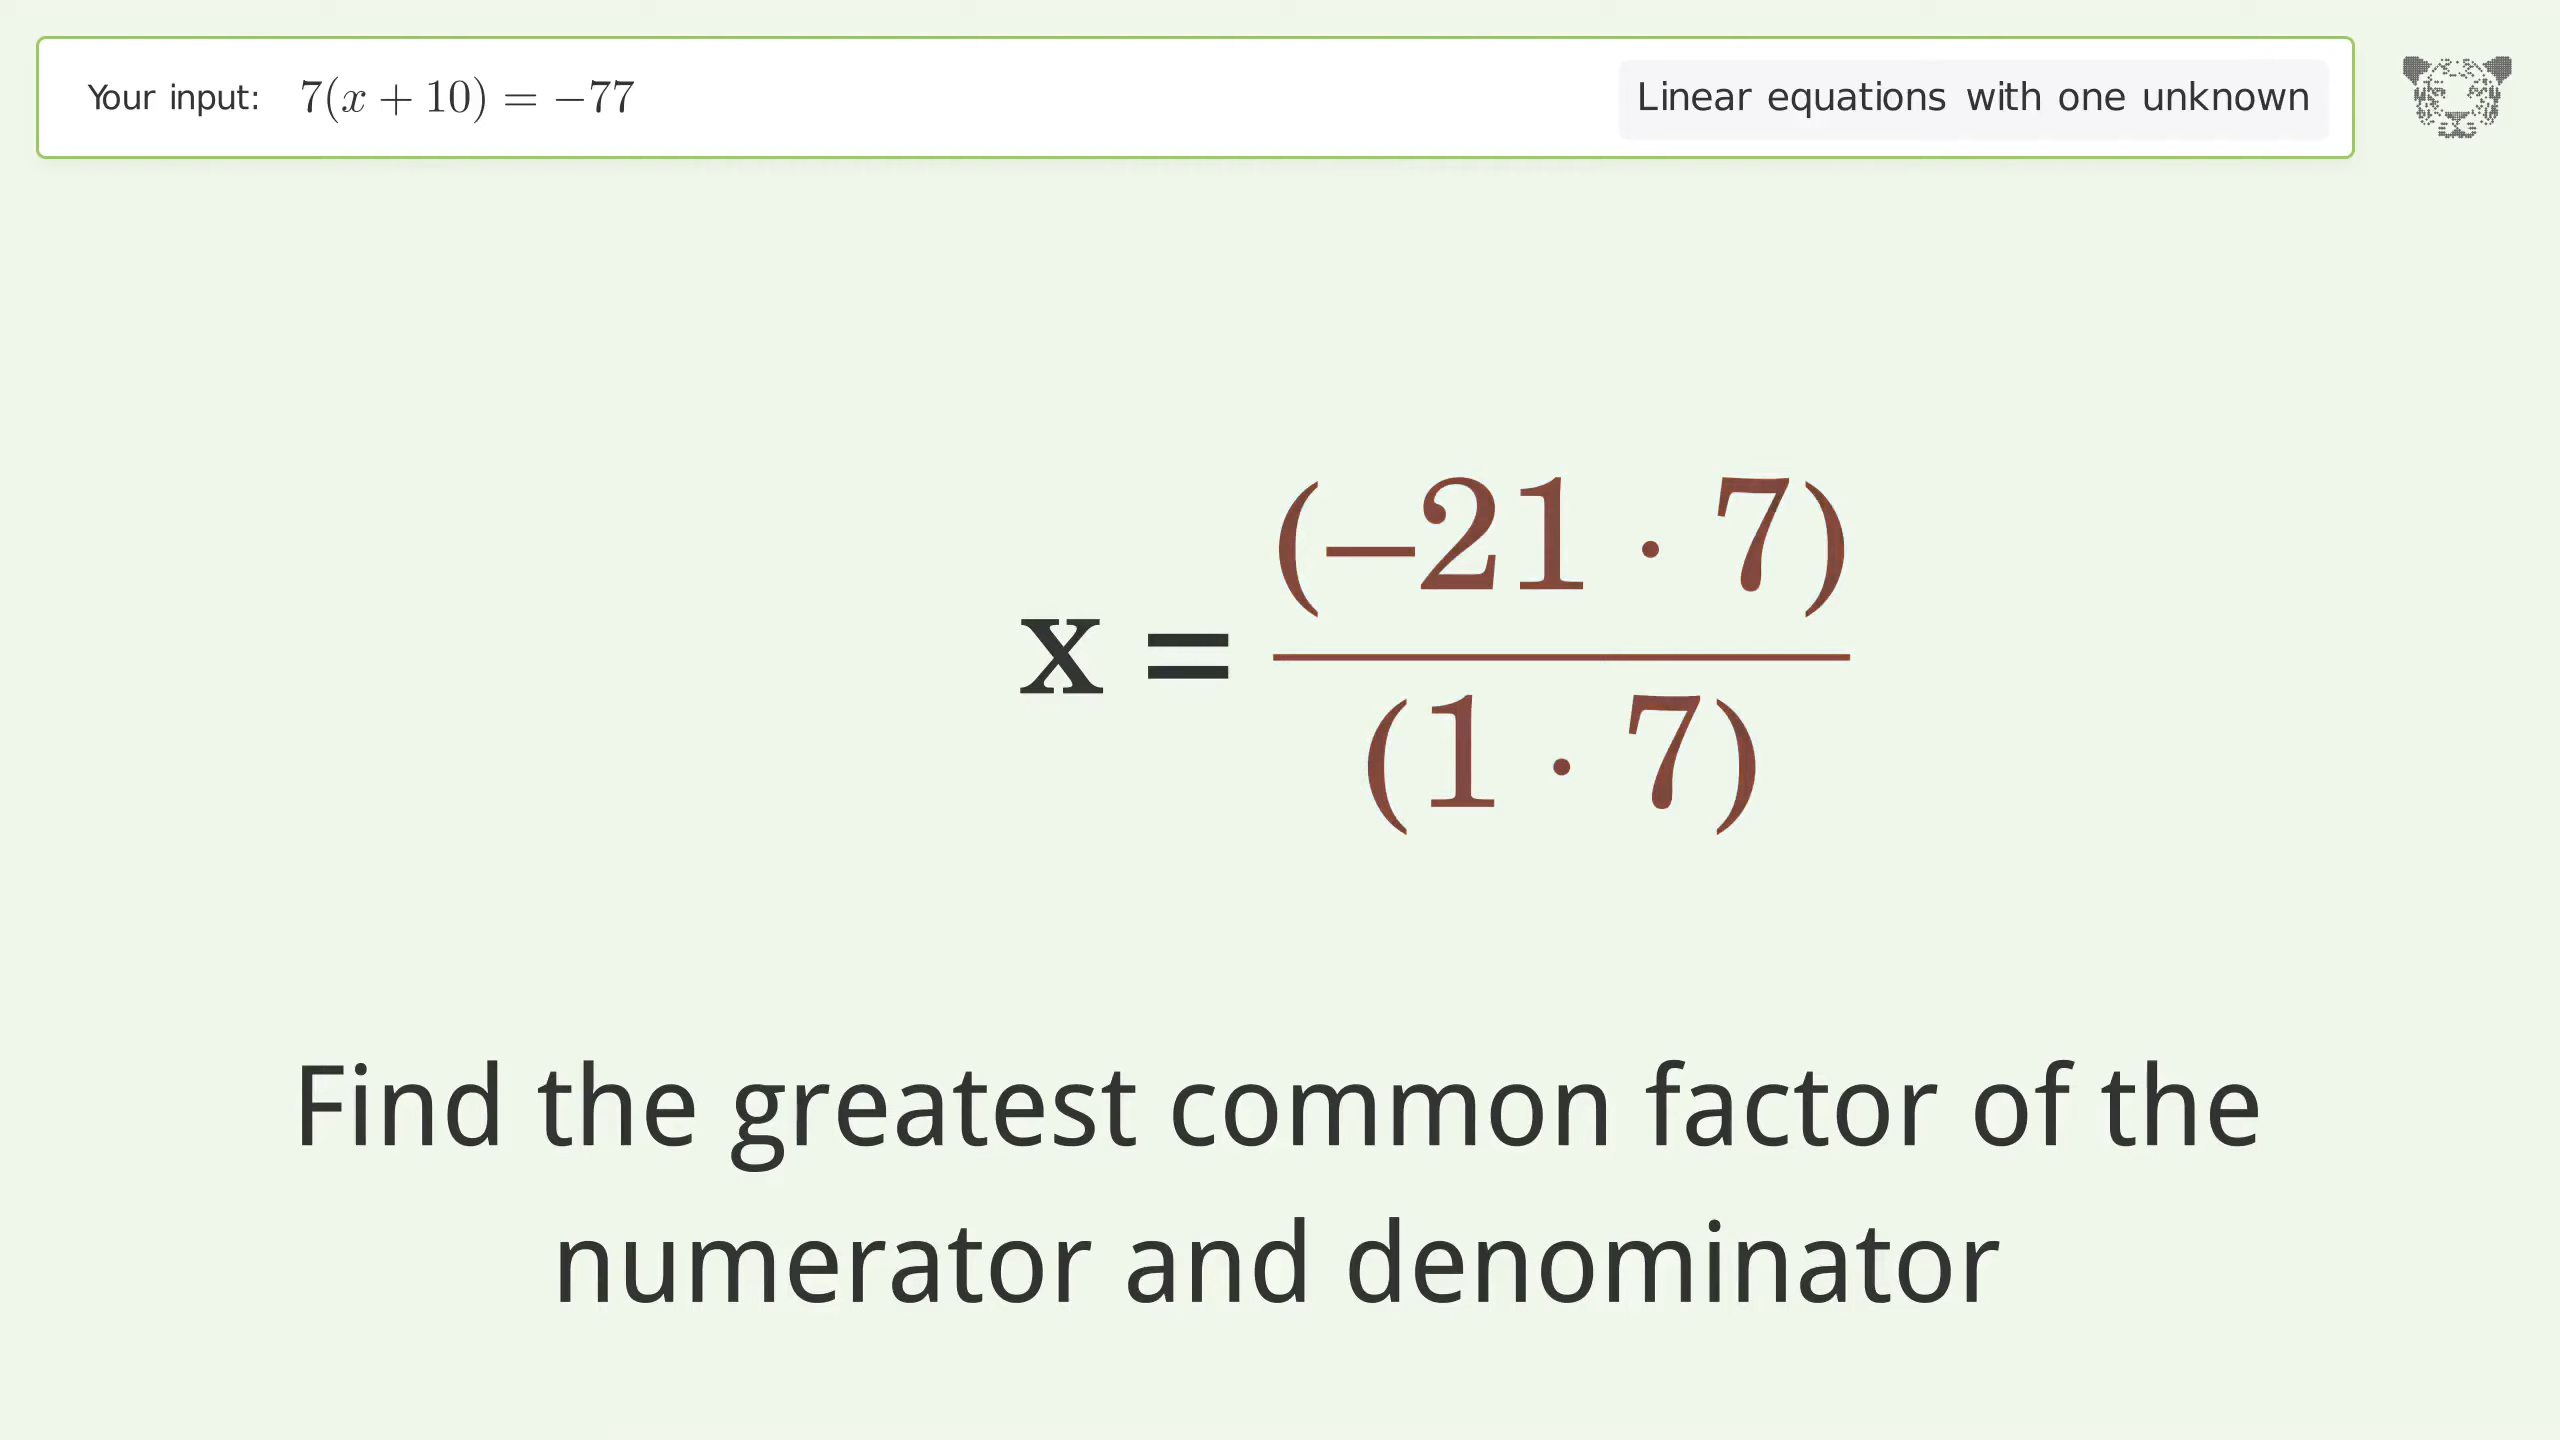 Your input: 7(x + 10) = −77
Linear equations with one unknown
x = (−21 · 7) / (1 · 7)
Find the greatest common factor of the
numerator and denominator